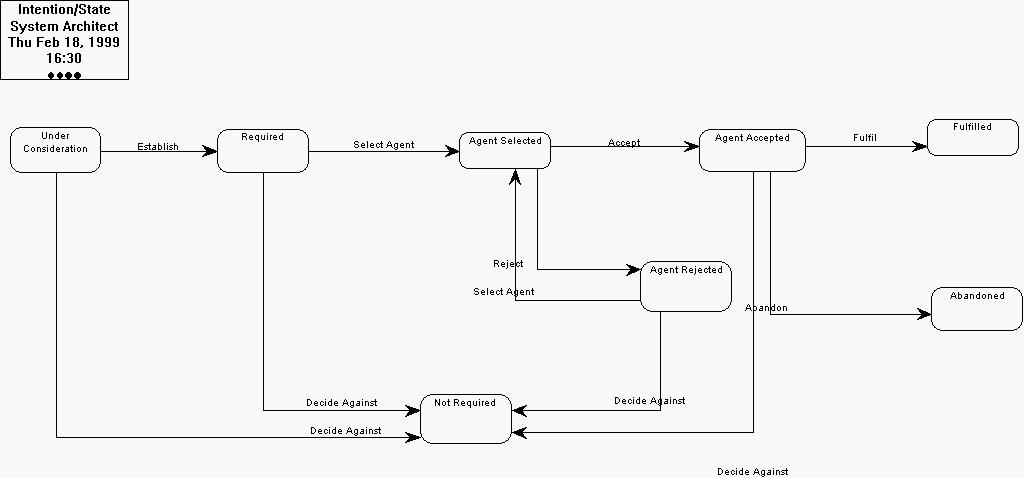 Intention/State
System Architect
Thu Feb 18, 1999
16:30
Under
Consideration
Establish
Required
Select Agent
Agent Selected
Accept
Agent Accepted
Fulfil
Fulfilled
Reject
Agent Rejected
Select Agent
Abandon
Abandoned
Decide Against
Not Required
Decide Against
Decide Against
Decide Against